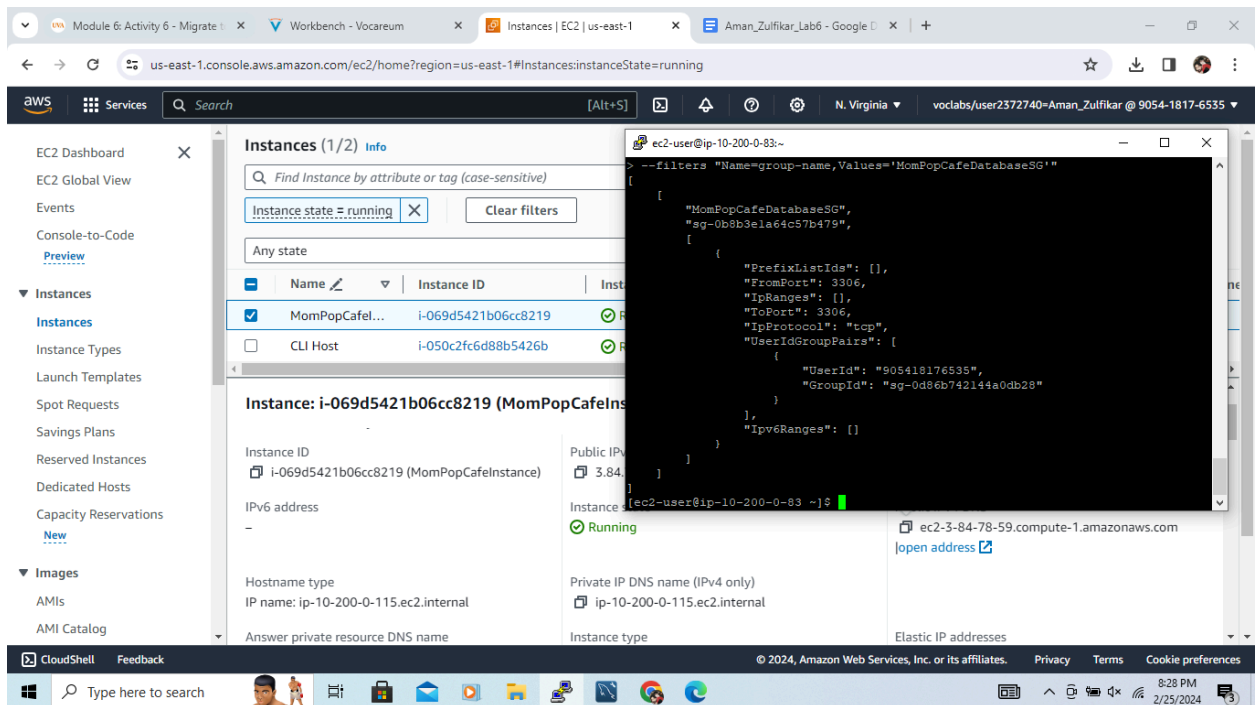 Module 6: Activity 6 - Migrate t
Workbench - Vocareum
Instances | EC2 | us-east-1
Aman_Zulfikar_Lab6 - Google D
us-east-1.console.aws.amazon.com/ec2/home?region=us-east-1#Instances:instanceState=running
aws
Services
Search
[Alt+S]
N. Virginia
voclabs/user2372740=Aman_Zulfikar @ 9054-1817-6535
EC2 Dashboard
EC2 Global View
Events
Console-to-Code
Preview
Instances
Instances
Instance Types
Launch Templates
Spot Requests
Savings Plans
Reserved Instances
Dedicated Hosts
Capacity Reservations
New
Images
AMIs
AMI Catalog
Instances (1/2) Info
Find Instance by attribute or tag (case-sensitive)
Instance state = running
Clear filters
Any state
Name
Instance ID
Inst
MomPopCafeI...
i-069d5421b06cc8219
CLI Host
i-050c2fc6d88b5426b
Instance: i-069d5421b06cc8219 (MomPopCafeIns
Instance ID
i-069d5421b06cc8219 (MomPopCafeInstance)
Public IPv
3.84.
IPv6 address
–
Instance s
Running
ec2-3-84-78-59.compute-1.amazonaws.com
|open address
Hostname type
IP name: ip-10-200-0-115.ec2.internal
Private IP DNS name (IPv4 only)
ip-10-200-0-115.ec2.internal
Answer private resource DNS name
Instance type
Elastic IP addresses
ec2-user@ip-10-200-0-83:~
> --filters "Name=group-name,Values='MomPopCafeDatabaseSG'"
[
[
"MomPopCafeDatabaseSG",
"sg-0b8b3e1a64c57b479",
[
{
"PrefixListIds": [],
"FromPort": 3306,
"IpRanges": [],
"ToPort": 3306,
"IpProtocol": "tcp",
"UserIdGroupPairs": [
{
"UserId": "905418176535",
"GroupId": "sg-0d86b742144a0db28"
}
],
"Ipv6Ranges": []
}
]
]
]
[ec2-user@ip-10-200-0-83 ~]$
CloudShell
Feedback
© 2024, Amazon Web Services, Inc. or its affiliates.
Privacy
Terms
Cookie preferences
Type here to search
8:28 PM
2/25/2024
3